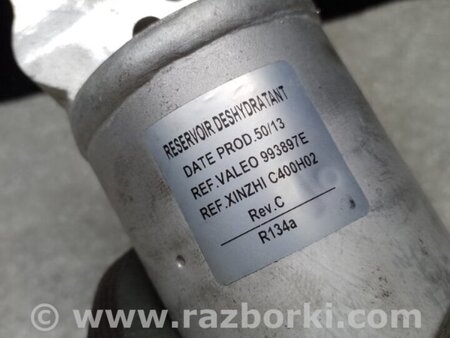 RESERVOIR DESHYDRATANT
DATE PROD.50/13
REF.VALEO 993897E
REF.XINZHI C400H02
Rev.C
R134a
www.razborki.com